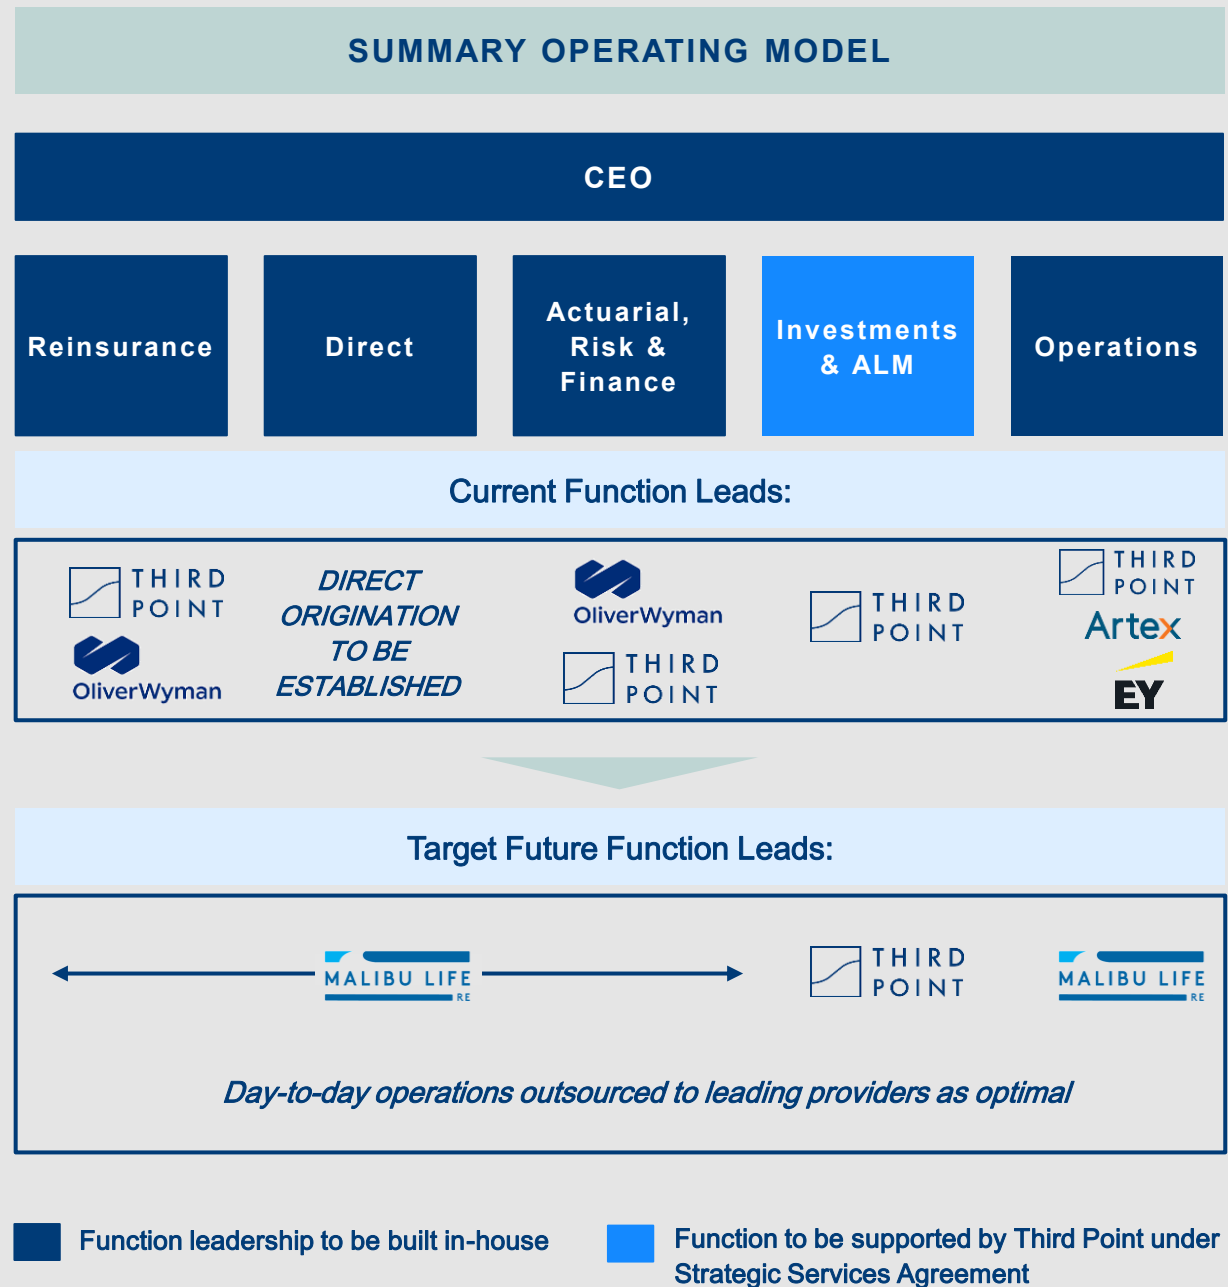 SUMMARY OPERATING MODEL
CEO
Reinsurance
Direct
Actuarial,
Risk &
Finance
Investments
& ALM
Operations
Current Function Leads:
THIRD
POINT
OliverWyman
DIRECT
ORIGINATION
TO BE
ESTABLISHED
OliverWyman
THIRD
POINT
THIRD
POINT
THIRD
POINT
Artex
EY
Target Future Function Leads:
MALIBU LIFE
RE
THIRD
POINT
MALIBU LIFE
RE
Day-to-day operations outsourced to leading providers as optimal
Function leadership to be built in-house
Function to be supported by Third Point under
Strategic Services Agreement